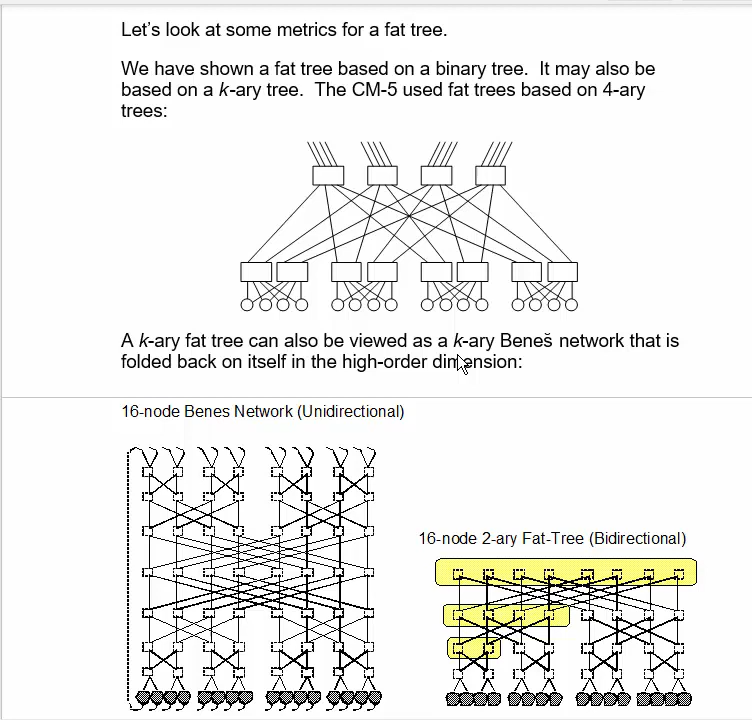 Let's look at some metrics for a fat tree.
We have shown a fat tree based on a binary tree.  It may also be
based on a k-ary tree.  The CM-5 used fat trees based on 4-ary
trees:
A k-ary fat tree can also be viewed as a k-ary Benes̆ network that is
folded back on itself in the high-order dimension:
16-node Benes Network (Unidirectional)
16-node 2-ary Fat-Tree (Bidirectional)